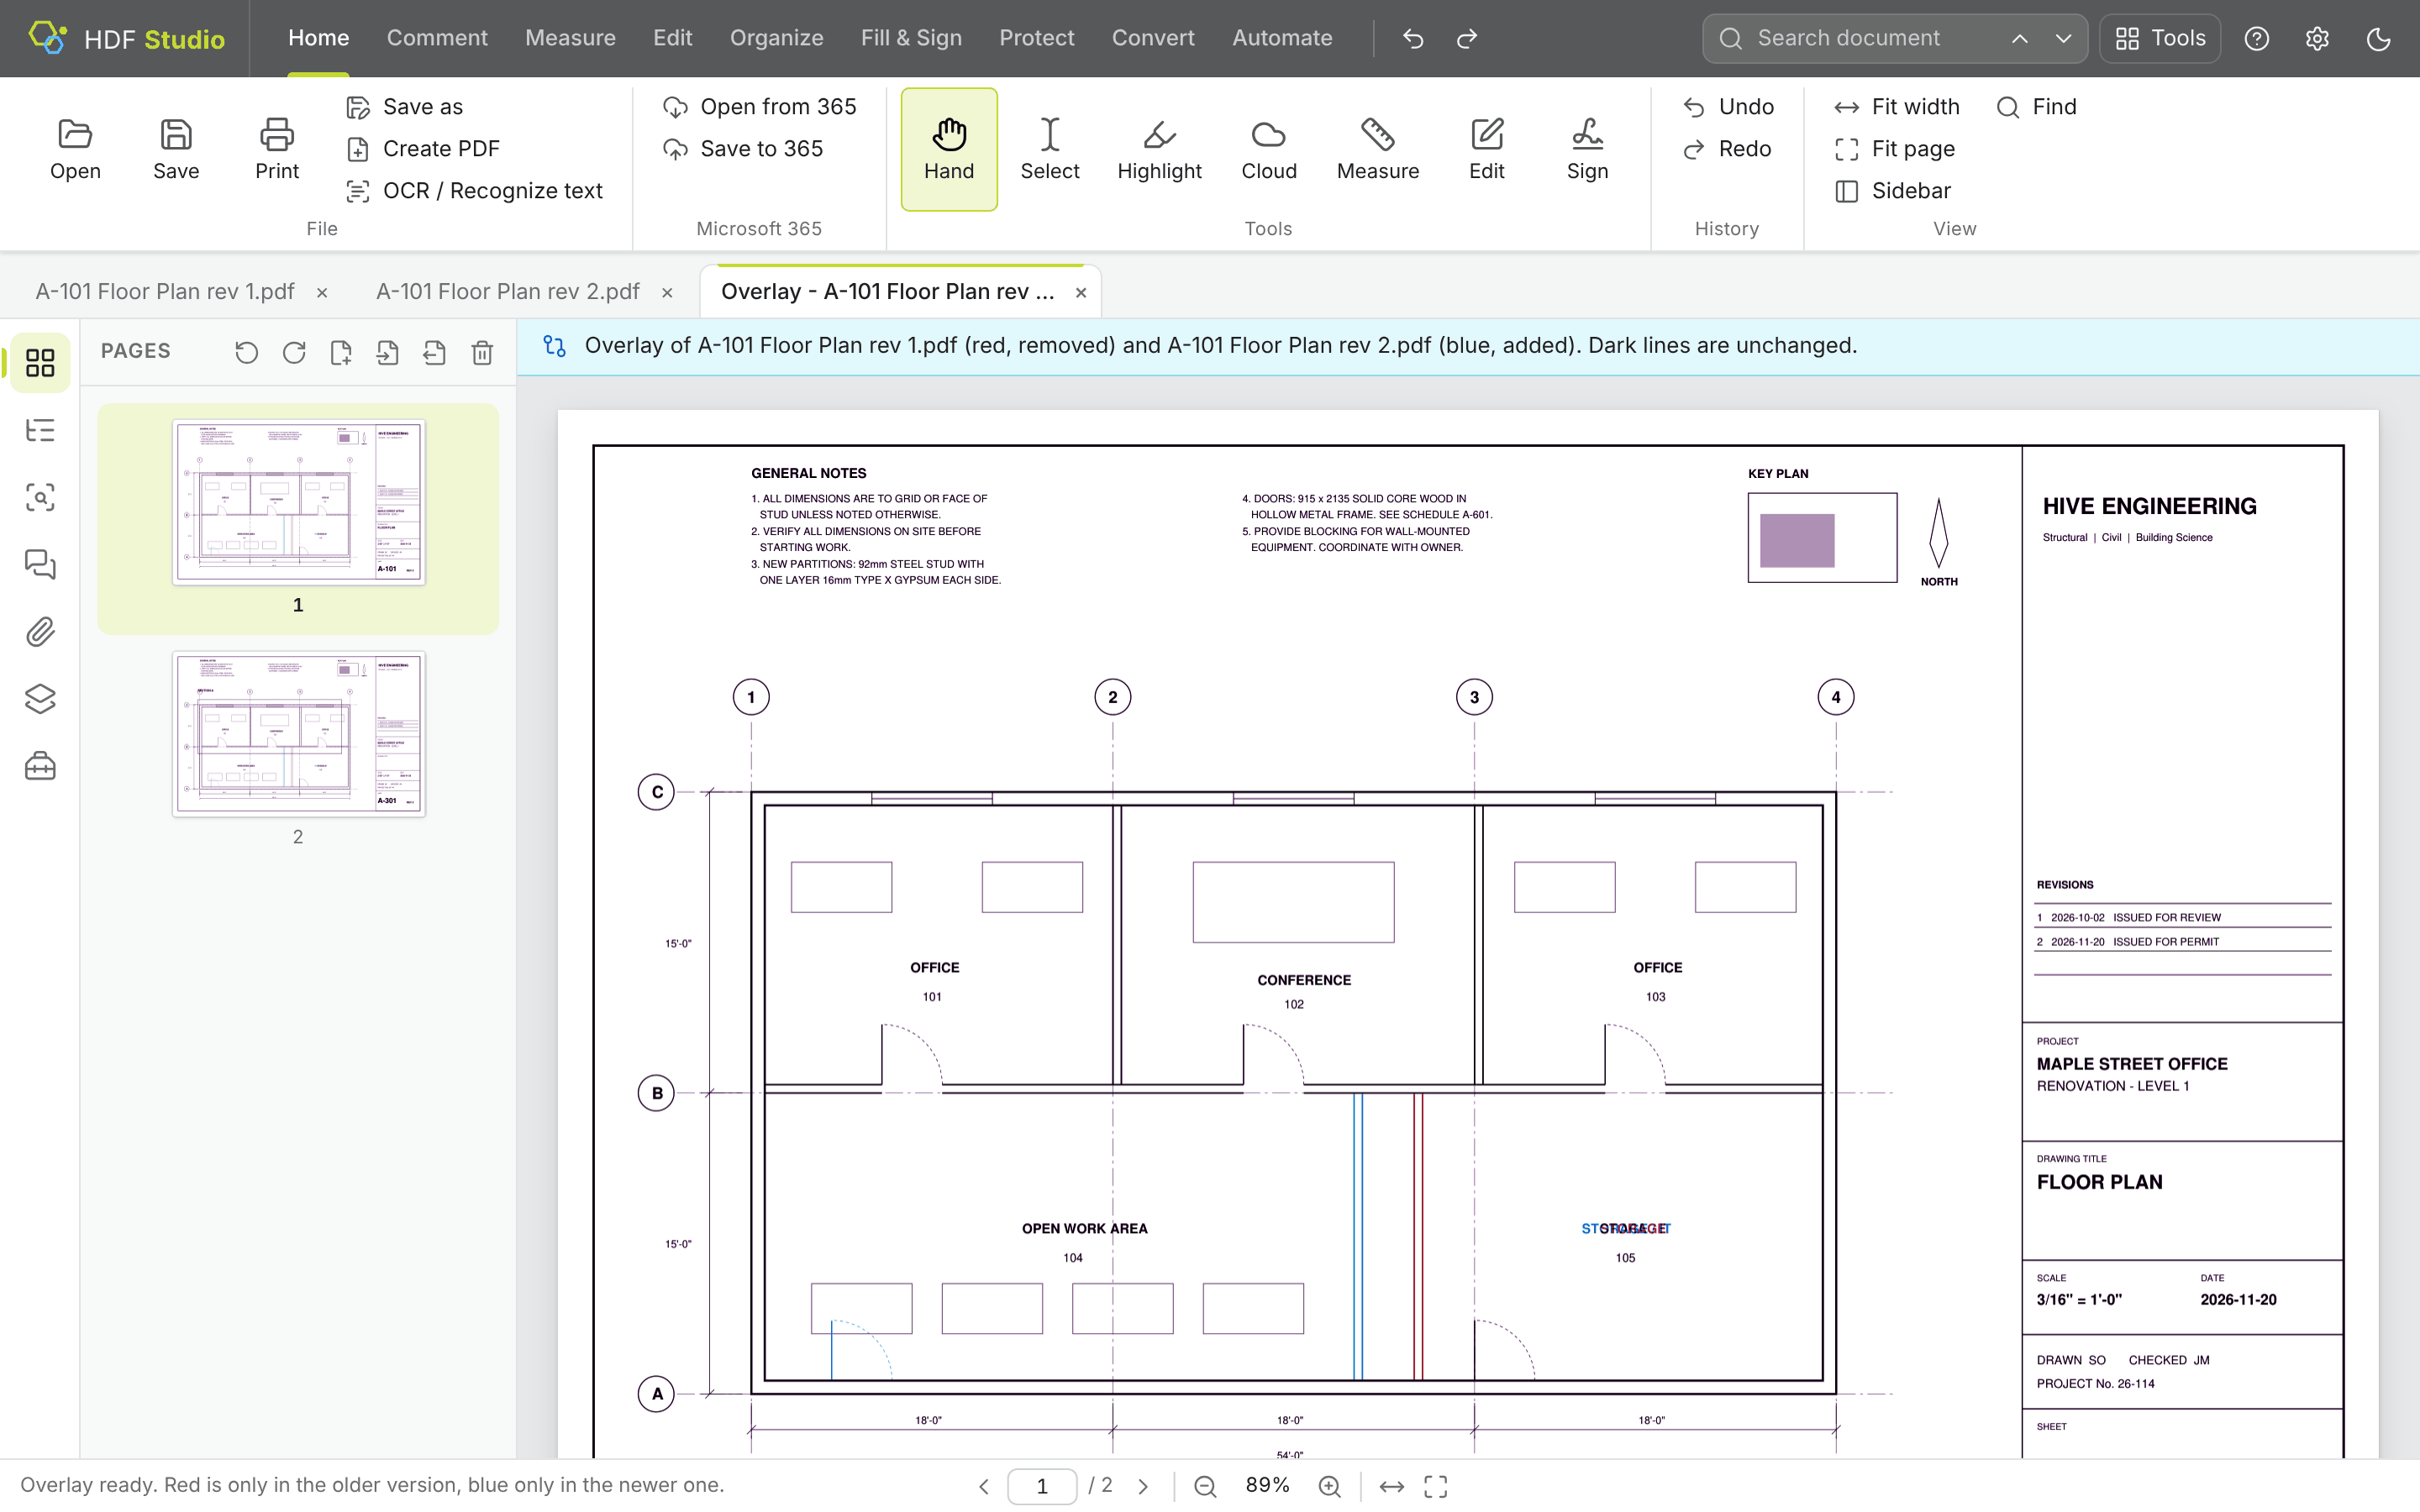 HDF Studio
Home Comment Measure Edit Organize Fill & Sign Protect Convert Automate
Search document
Tools
Open
Save
Print
Save as
Create PDF
OCR / Recognize text
File
Open from 365
Save to 365
Microsoft 365
Hand
Select
Highlight
Cloud
Measure
Edit
Sign
Tools
Undo
Redo
History
Fit width
Fit page
Sidebar
Find
View
A-101 Floor Plan rev 1.pdf ×
A-101 Floor Plan rev 2.pdf ×
Overlay - A-101 Floor Plan rev ... ×
PAGES
1
2
Overlay of A-101 Floor Plan rev 1.pdf (red, removed) and A-101 Floor Plan rev 2.pdf (blue, added). Dark lines are unchanged.
GENERAL NOTES
1. ALL DIMENSIONS ARE TO GRID OR FACE OF
STUD UNLESS NOTED OTHERWISE.
2. VERIFY ALL DIMENSIONS ON SITE BEFORE
STARTING WORK.
3. NEW PARTITIONS: 92mm STEEL STUD WITH
ONE LAYER 16mm TYPE X GYPSUM EACH SIDE.
4. DOORS: 915 x 2135 SOLID CORE WOOD IN
HOLLOW METAL FRAME. SEE SCHEDULE A-601.
5. PROVIDE BLOCKING FOR WALL-MOUNTED
EQUIPMENT. COORDINATE WITH OWNER.
KEY PLAN
NORTH
HIVE ENGINEERING
Structural | Civil | Building Science
1 2 3 4
C
15'-0"
OFFICE
101
CONFERENCE
102
OFFICE
103
B
15'-0"
OPEN WORK AREA
104
105
A
18'-0" 18'-0" 18'-0"
54'-0"
REVISIONS
1 2026-10-02 ISSUED FOR REVIEW
2 2026-11-20 ISSUED FOR PERMIT
PROJECT
MAPLE STREET OFFICE
RENOVATION - LEVEL 1
DRAWING TITLE
FLOOR PLAN
SCALE DATE
3/16" = 1'-0" 2026-11-20
DRAWN SO CHECKED JM
PROJECT No. 26-114
SHEET
A-101
A-301
Overlay ready. Red is only in the older version, blue only in the newer one.
1 / 2
89%